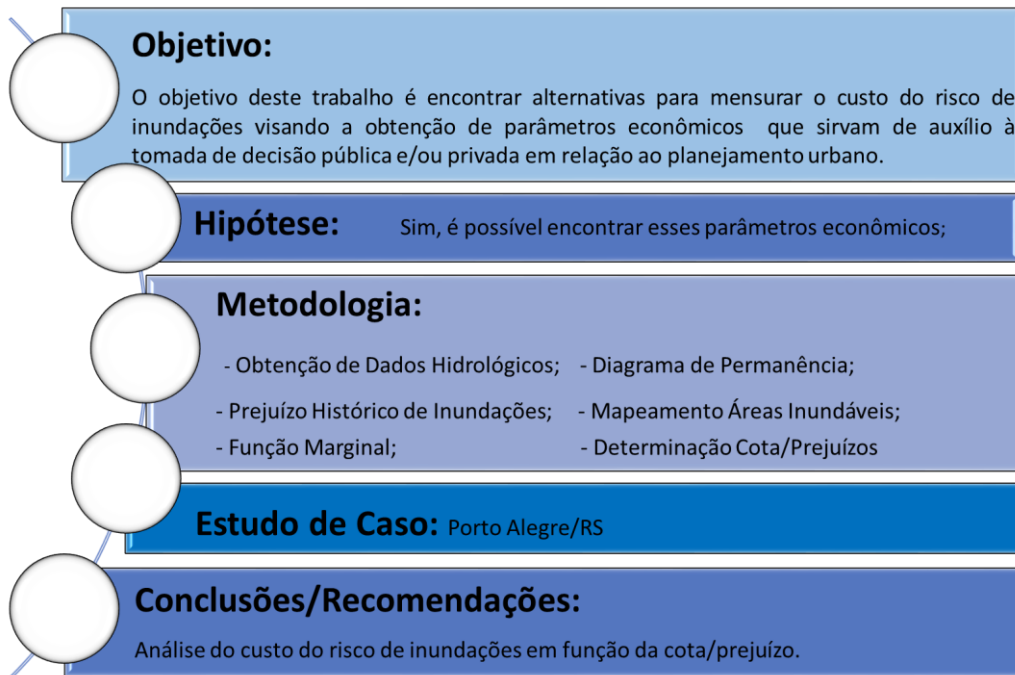 Objetivo:
O objetivo deste trabalho é encontrar alternativas para mensurar o custo do risco de
inundações visando a obtenção de parâmetros econômicos que sirvam de auxílio à
tomada de decisão pública e/ou privada em relação ao planejamento urbano.
Hipótese: Sim, é possível encontrar esses parâmetros econômicos;
Metodologia:
- Obtenção de Dados Hidrológicos; - Diagrama de Permanência;
- Prejuízo Histórico de Inundações; - Mapeamento Áreas Inundáveis;
- Função Marginal; - Determinação Cota/Prejuízos
Estudo de Caso: Porto Alegre/RS
Conclusões/Recomendações:
Análise do custo do risco de inundações em função da cota/prejuízo.